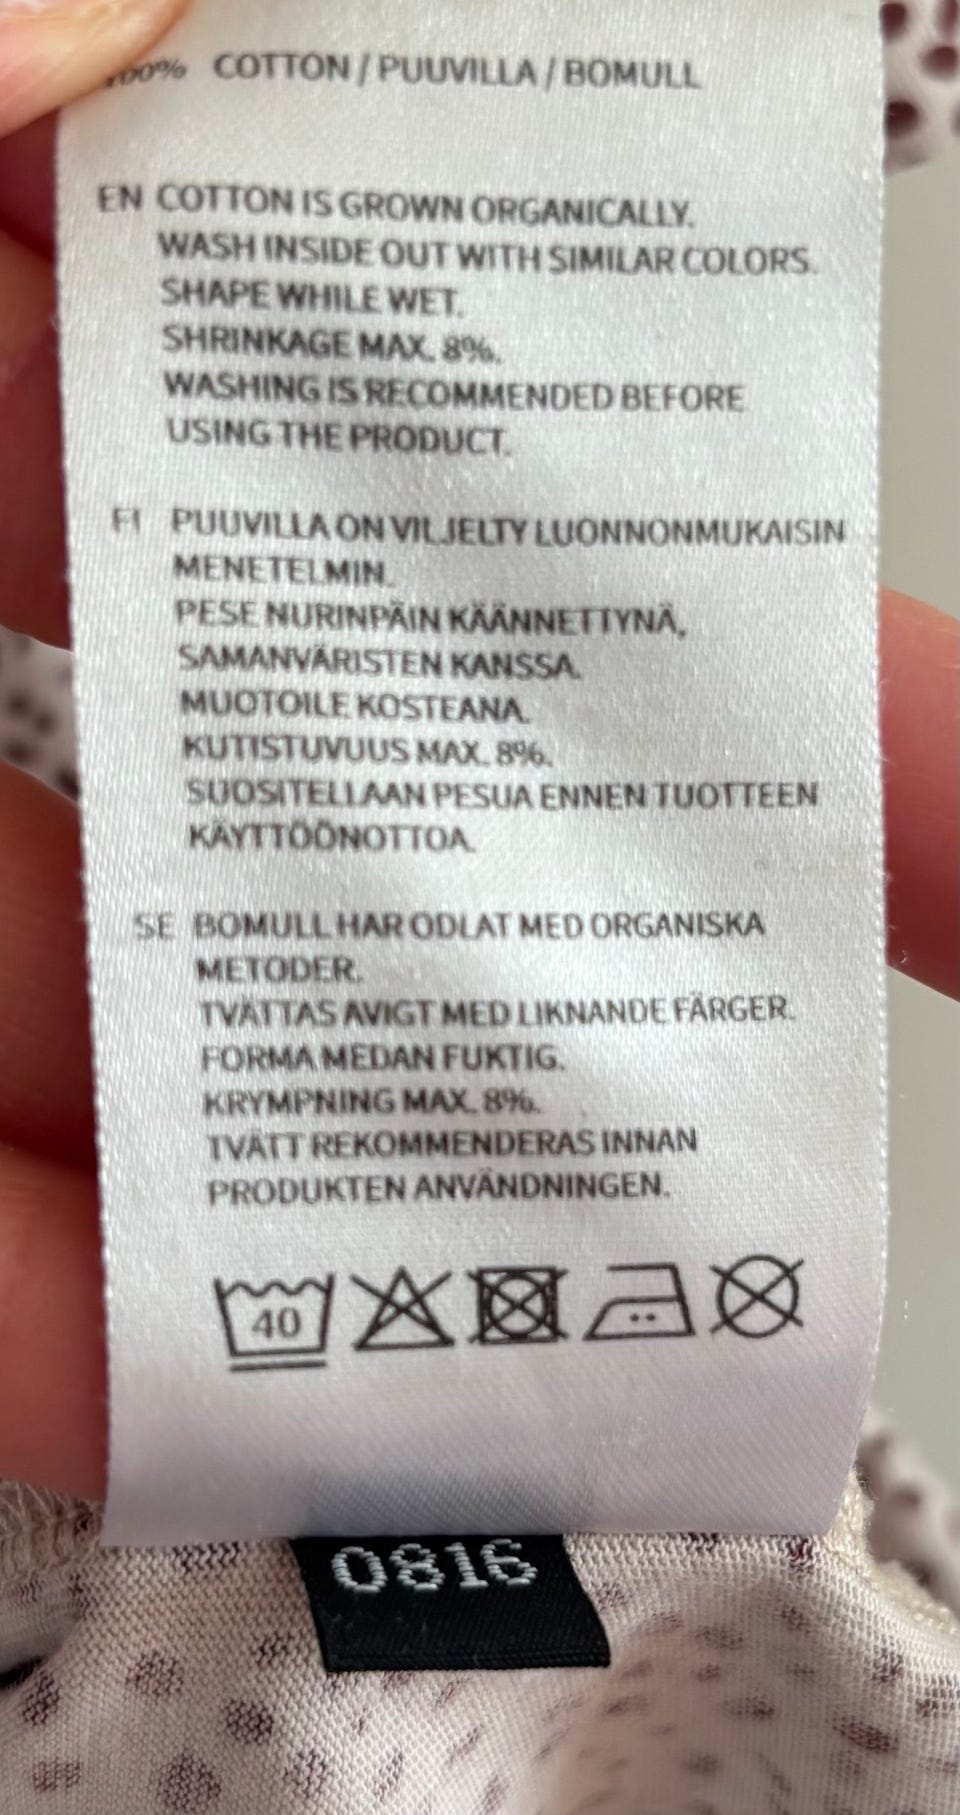 100% COTTON / PUUVILLA / BOMULL
EN COTTON IS GROWN ORGANICALLY.
WASH INSIDE OUT WITH SIMILAR COLORS.
SHAPE WHILE WET.
SHRINKAGE MAX. 8%.
WASHING IS RECOMMENDED BEFORE
USING THE PRODUCT.
FI PUUVILLA ON VILJELTY LUONNONMUKAISIN
MENETELMIN.
PESE NURINPÄIN KÄÄNNETTYNÄ,
SAMANVÄRISTEN KANSSA.
MUOTOILE KOSTEANA.
KUTISTUVUUS MAX. 8%.
SUOSITELLAAN PESUA ENNEN TUOTTEEN
KÄYTTÖÖNOTTOA.
SE BOMULL HAR ODLAT MED ORGANISKA
METODER.
TVÄTTAS AVIGT MED LIKNANDE FÄRGER.
FORMA MEDAN FUKTIG.
KRYMPNING MAX. 8%.
TVÄTT REKOMMENDERAS INNAN
PRODUKTEN ANVÄNDNINGEN.
40
0816